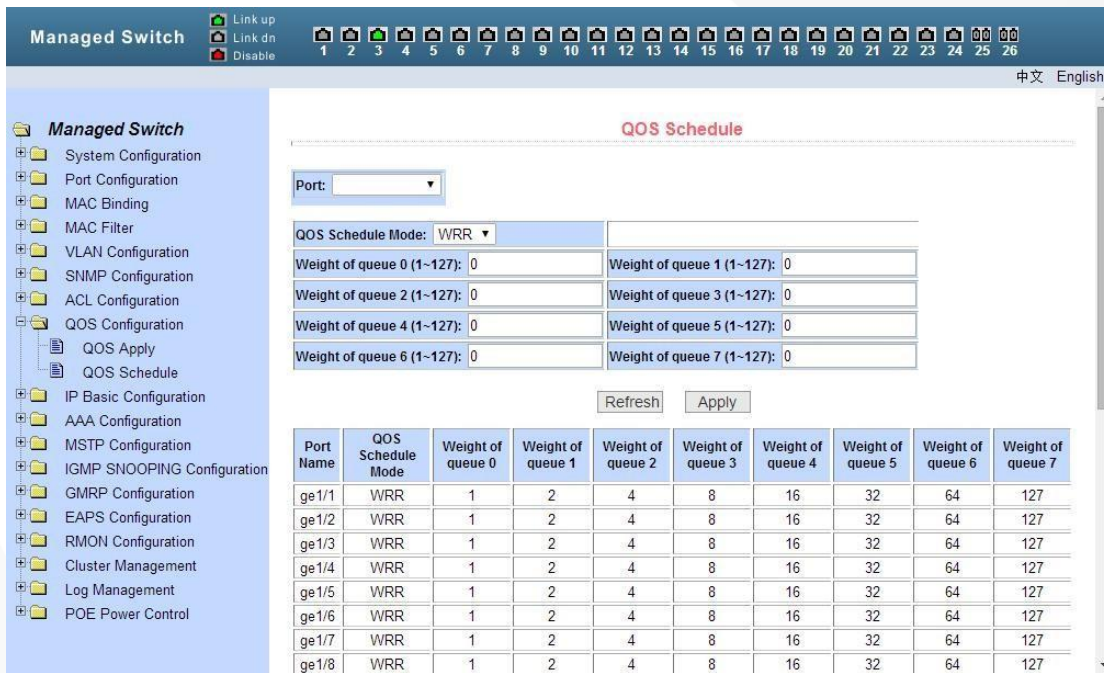 Managed Switch
Link up
Link dn
Disable
1 2 3 4 5 6 7 8 9 10 11 12 13 14 15 16 17 18 19 20 21 22 23 24 25 26
中文 English
Managed Switch
System Configuration
Port Configuration
MAC Binding
MAC Filter
VLAN Configuration
SNMP Configuration
ACL Configuration
QOS Configuration
QOS Apply
QOS Schedule
IP Basic Configuration
AAA Configuration
MSTP Configuration
IGMP SNOOPING Configuration
GMRP Configuration
EAPS Configuration
RMON Configuration
Cluster Management
Log Management
POE Power Control
QOS Schedule
Port:
QOS Schedule Mode: WRR
Weight of queue 0 (1~127): 0 Weight of queue 1 (1~127): 0
Weight of queue 2 (1~127): 0 Weight of queue 3 (1~127): 0
Weight of queue 4 (1~127): 0 Weight of queue 5 (1~127): 0
Weight of queue 6 (1~127): 0 Weight of queue 7 (1~127): 0
Refresh Apply
Port Name QOS Schedule Mode Weight of queue 0 Weight of queue 1 Weight of queue 2 Weight of queue 3 Weight of queue 4 Weight of queue 5 Weight of queue 6 Weight of queue 7
ge1/1 WRR 1 2 4 8 16 32 64 127
ge1/2 WRR 1 2 4 8 16 32 64 127
ge1/3 WRR 1 2 4 8 16 32 64 127
ge1/4 WRR 1 2 4 8 16 32 64 127
ge1/5 WRR 1 2 4 8 16 32 64 127
ge1/6 WRR 1 2 4 8 16 32 64 127
ge1/7 WRR 1 2 4 8 16 32 64 127
ge1/8 WRR 1 2 4 8 16 32 64 127